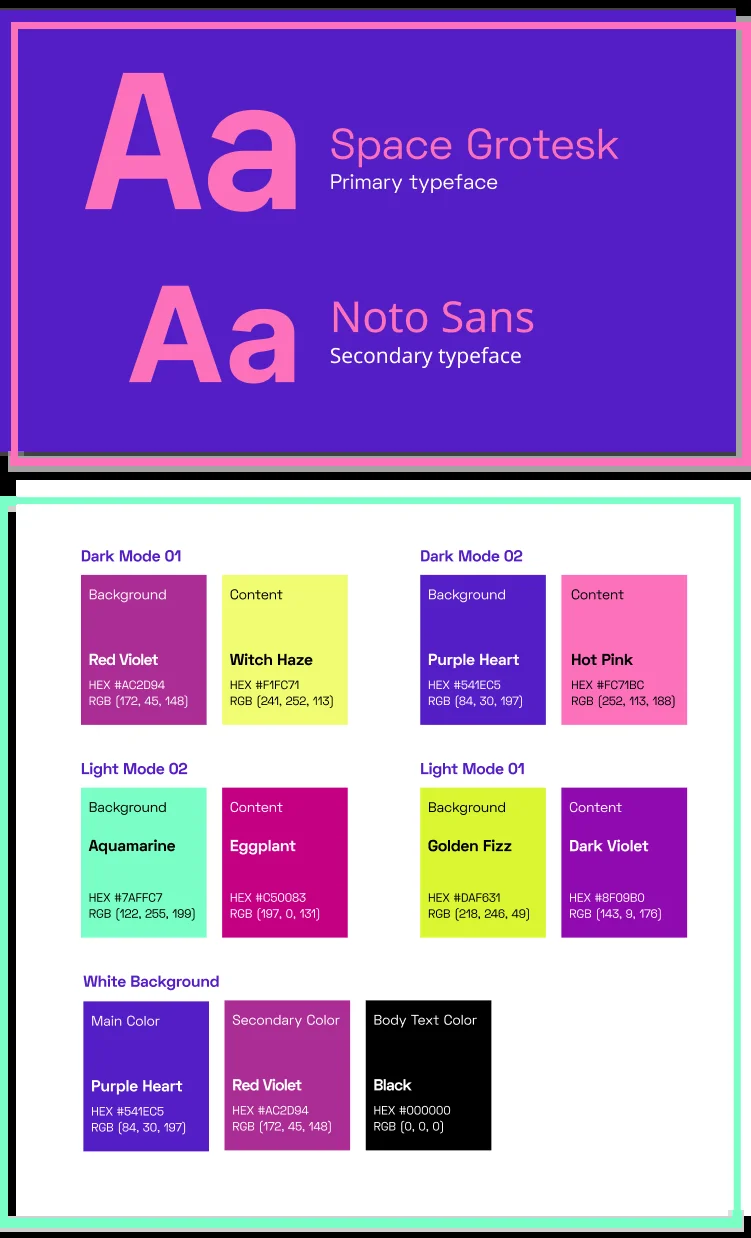 Aa
Space Grotesk
Primary typeface
Aa
Noto Sans
Secondary typeface
Dark Mode 01
Background
Red Violet
HEX #AC2D94
RGB (172, 45, 148)
Content
Witch Haze
HEX #F1FC71
RGB (241, 252, 113)
Dark Mode 02
Background
Purple Heart
HEX #541EC5
RGB (84, 30, 197)
Content
Hot Pink
HEX #FC71BC
RGB (252, 113, 188)
Light Mode 02
Background
Aquamarine
HEX #7AFFC7
RGB (122, 255, 199)
Content
Eggplant
HEX #C50083
RGB (197, 0, 131)
Light Mode 01
Background
Golden Fizz
HEX #DAF631
RGB (218, 246, 49)
Content
Dark Violet
HEX #8F09B0
RGB (143, 9, 176)
White Background
Main Color
Purple Heart
HEX #541EC5
RGB (84, 30, 197)
Secondary Color
Red Violet
HEX #AC2D94
RGB (172, 45, 148)
Body Text Color
Black
HEX #000000
RGB (0, 0, 0)